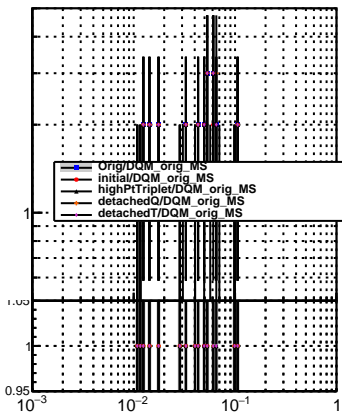 Orig/DQM_orig_MS
initial/DQM_orig_MS
highPtTriplet/DQM_orig_MS
detachedQ/DQM_orig_MS
detachedT/DQM_orig_MS
1
1.05
1
0.95
10⁻³ 10⁻² 10⁻¹ 1